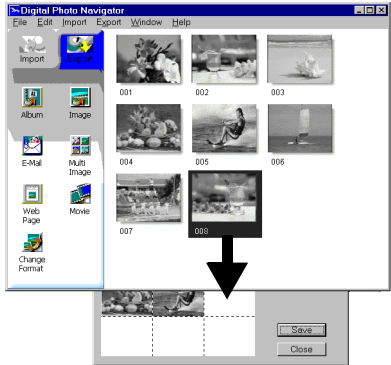 Digital Photo Navigator
File Edit Import Export Window Help
Import Export
001 002 003
Album Image
004 005 006
E-Mail Multi Image
Web Page Movie
007 008
Change Format
Save
Close